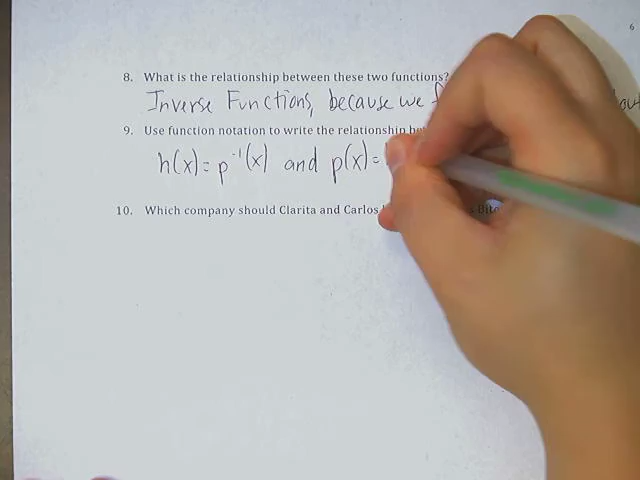 6
8. What is the relationship between these two functions?
Inverse Functions, because we
9. Use function notation to write the relationship
h(x) = p⁻¹(x) and p(x) =
10. Which company should Clarita and Carlos